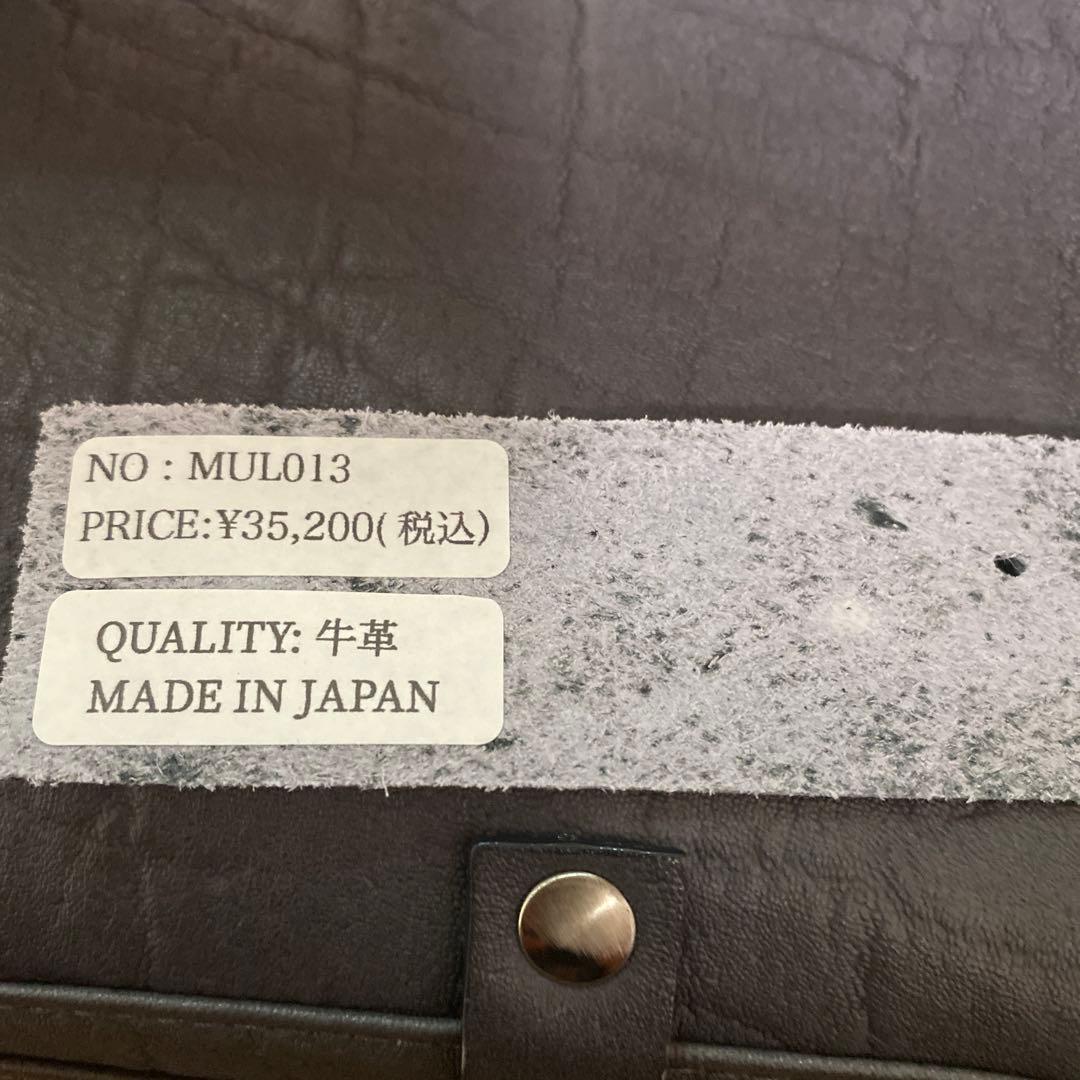 NO : MUL013
PRICE:¥35,200(税込)
QUALITY: 牛革
MADE IN JAPAN